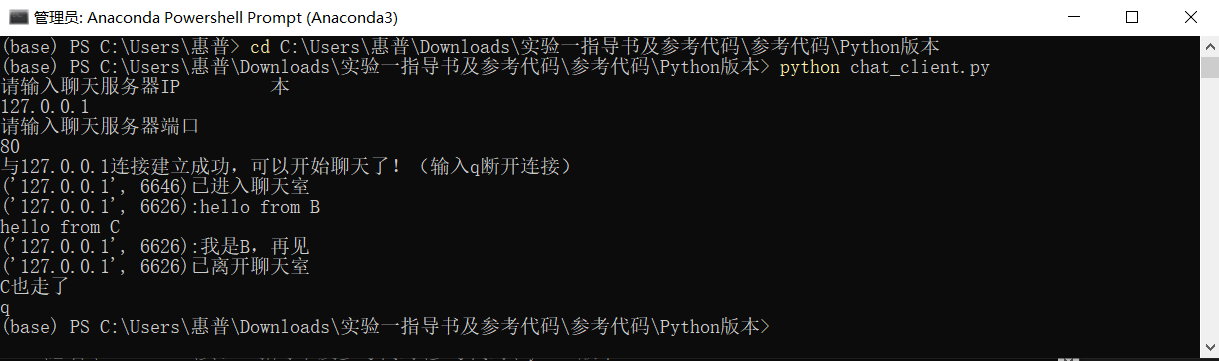 管理员: Anaconda Powershell Prompt (Anaconda3)
(base) PS C:\Users\惠普> cd C:\Users\惠普\Downloads\实验一指导书及参考代码\参考代码\Python版本
(base) PS C:\Users\惠普\Downloads\实验一指导书及参考代码\参考代码\Python版本> python chat_client.py
请输入聊天服务器IP 本
127.0.0.1
请输入聊天服务器端口
80
与127.0.0.1连接建立成功，可以开始聊天了！（输入q断开连接）
('127.0.0.1', 6646)已进入聊天室
('127.0.0.1', 6626):hello from B
hello from C
('127.0.0.1', 6626):我是B，再见
('127.0.0.1', 6626)已离开聊天室
C也走了
q
(base) PS C:\Users\惠普\Downloads\实验一指导书及参考代码\参考代码\Python版本>